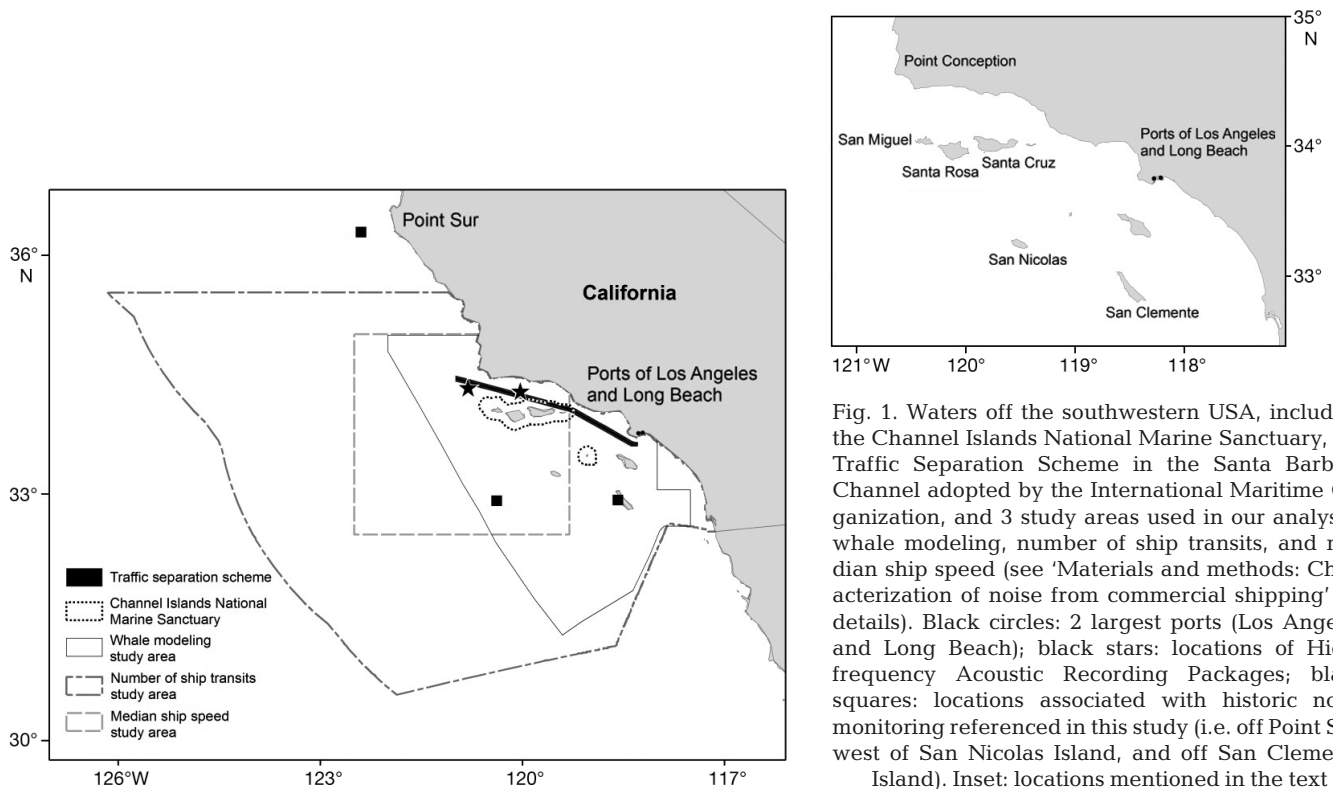 35°
N
Point Conception
San Miguel
Santa Rosa
Santa Cruz
Ports of Los Angeles
and Long Beach
34°
San Nicolas
San Clemente
33°
121°W
120°
119°
118°
Point Sur
36°
N
California
Ports of Los Angeles
and Long Beach
33°
Traffic separation scheme
Channel Islands National
Marine Sanctuary
Whale modeling
study area
Number of ship transits
study area
Median ship speed
study area
30°
126°W
123°
120°
117°
Fig. 1. Waters off the southwestern USA, includ
the Channel Islands National Marine Sanctuary,
Traffic Separation Scheme in the Santa Barb
Channel adopted by the International Maritime
ganization, and 3 study areas used in our analys
whale modeling, number of ship transits, and
dian ship speed (see 'Materials and methods: Ch
acterization of noise from commercial shipping'
details). Black circles: 2 largest ports (Los Ange
and Long Beach); black stars: locations of Hi
frequency Acoustic Recording Packages; bla
squares: locations associated with historic no
monitoring referenced in this study (i.e. off Point S
west of San Nicolas Island, and off San Cleme
Island). Inset: locations mentioned in the text